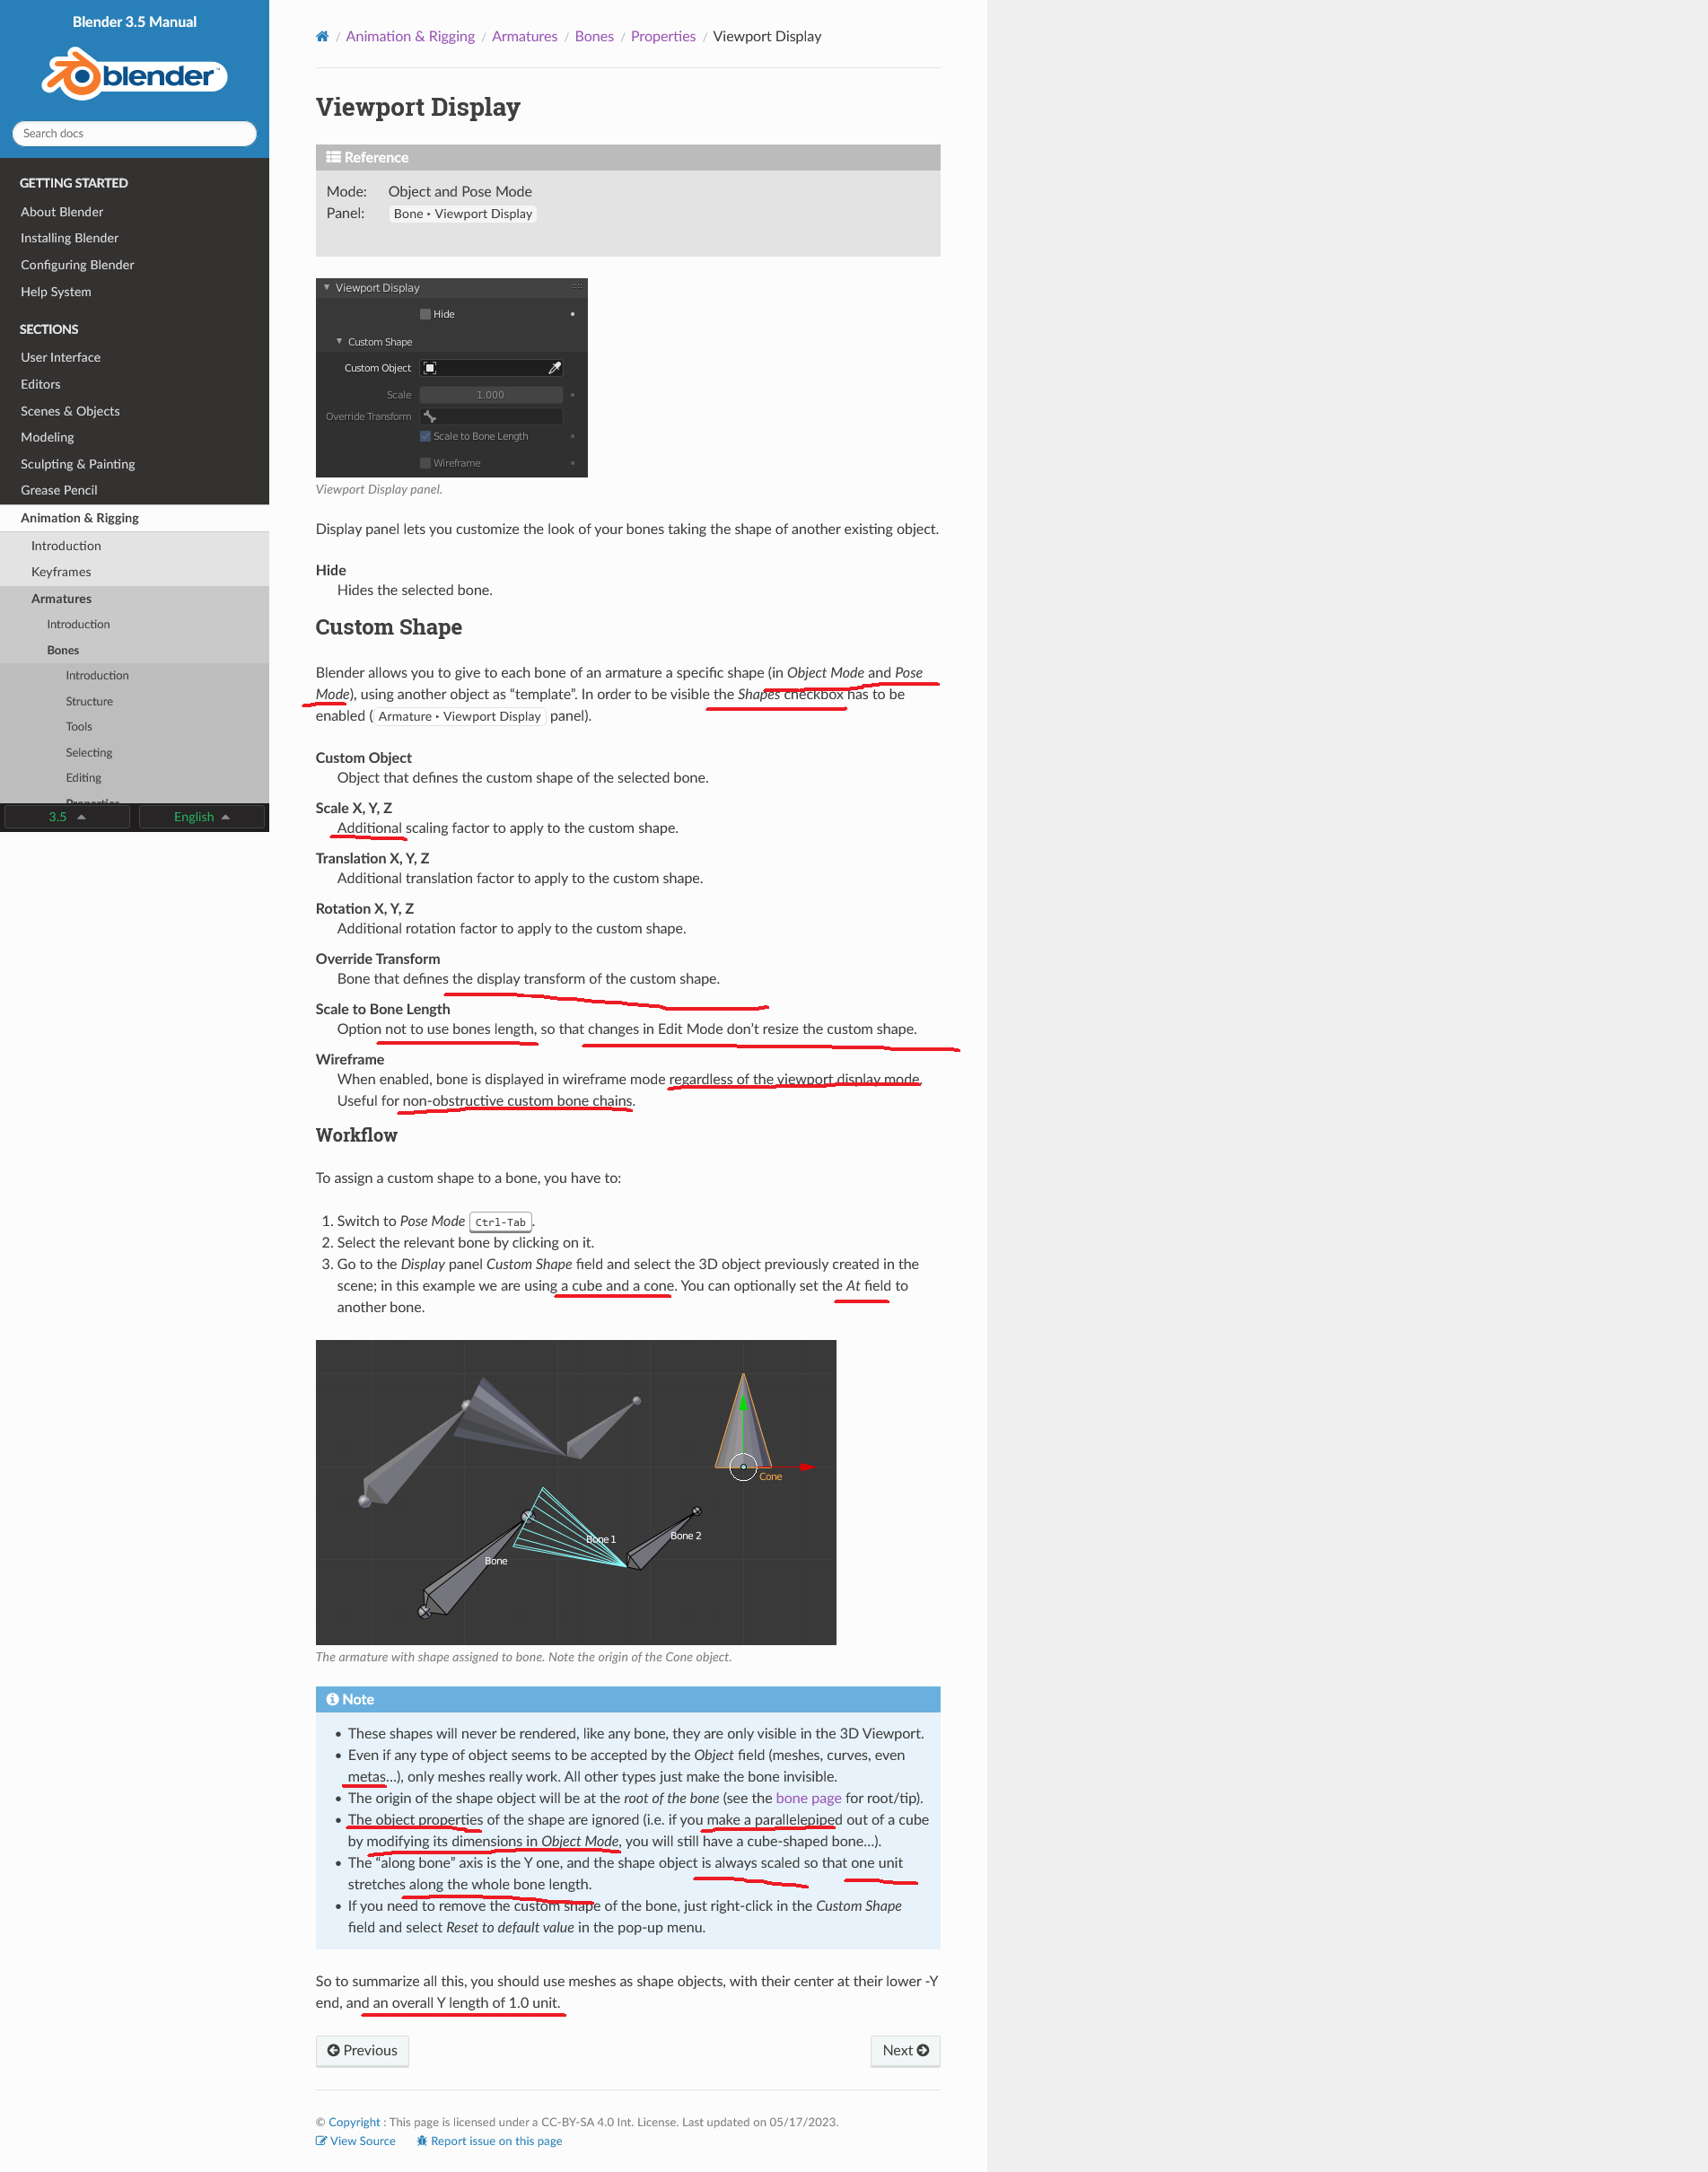 Blender 3.5 Manual
blender™
Search docs
GETTING STARTED
About Blender
Installing Blender
Configuring Blender
Help System
SECTIONS
User Interface
Editors
Scenes & Objects
Modeling
Sculpting & Painting
Grease Pencil
Animation & Rigging
Introduction
Keyframes
Armatures
Introduction
Bones
Introduction
Structure
Tools
Selecting
Editing
Properties
3.5
English
/ Animation & Rigging / Armatures / Bones / Properties / Viewport Display
Viewport Display
Reference
Mode: Object and Pose Mode
Panel: Bone ‣ Viewport Display
Viewport Display
Hide
Custom Shape
Custom Object
Scale 1.000
Override Transform
Scale to Bone Length
Wireframe
Viewport Display panel.
Display panel lets you customize the look of your bones taking the shape of another existing object.
Hide
Hides the selected bone.
Custom Shape
Blender allows you to give to each bone of an armature a specific shape (in Object Mode and Pose
Mode), using another object as “template”. In order to be visible the Shapes checkbox has to be
enabled ( Armature ‣ Viewport Display panel).
Custom Object
Object that defines the custom shape of the selected bone.
Scale X, Y, Z
Additional scaling factor to apply to the custom shape.
Translation X, Y, Z
Additional translation factor to apply to the custom shape.
Rotation X, Y, Z
Additional rotation factor to apply to the custom shape.
Override Transform
Bone that defines the display transform of the custom shape.
Scale to Bone Length
Option not to use bones length, so that changes in Edit Mode don’t resize the custom shape.
Wireframe
When enabled, bone is displayed in wireframe mode regardless of the viewport display mode.
Useful for non-obstructive custom bone chains.
Workflow
To assign a custom shape to a bone, you have to:
1. Switch to Pose Mode Ctrl-Tab.
2. Select the relevant bone by clicking on it.
3. Go to the Display panel Custom Shape field and select the 3D object previously created in the
scene; in this example we are using a cube and a cone. You can optionally set the At field to
another bone.
Cone
Bone 1
Bone 2
Bone
The armature with shape assigned to bone. Note the origin of the Cone object.
Note
• These shapes will never be rendered, like any bone, they are only visible in the 3D Viewport.
• Even if any type of object seems to be accepted by the Object field (meshes, curves, even
metas…), only meshes really work. All other types just make the bone invisible.
• The origin of the shape object will be at the root of the bone (see the bone page for root/tip).
• The object properties of the shape are ignored (i.e. if you make a parallelepiped out of a cube
by modifying its dimensions in Object Mode, you will still have a cube-shaped bone…).
• The “along bone” axis is the Y one, and the shape object is always scaled so that one unit
stretches along the whole bone length.
• If you need to remove the custom shape of the bone, just right-click in the Custom Shape
field and select Reset to default value in the pop-up menu.
So to summarize all this, you should use meshes as shape objects, with their center at their lower -Y
end, and an overall Y length of 1.0 unit.
Previous
Next
© Copyright : This page is licensed under a CC-BY-SA 4.0 Int. License. Last updated on 05/17/2023.
View Source Report issue on this page